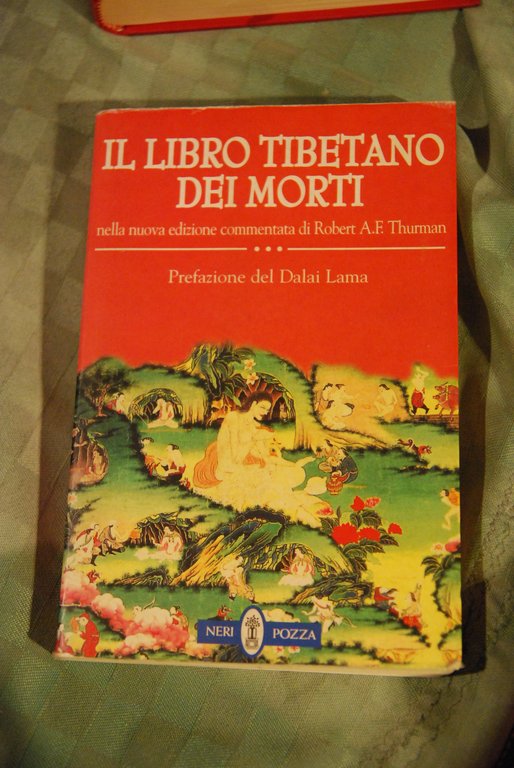 IL LIBRO TIBETANO
DEI MORTI
nella nuova edizione commentata di Robert A.F. Thurman
Prefazione del Dalai Lama
NERI POZZA